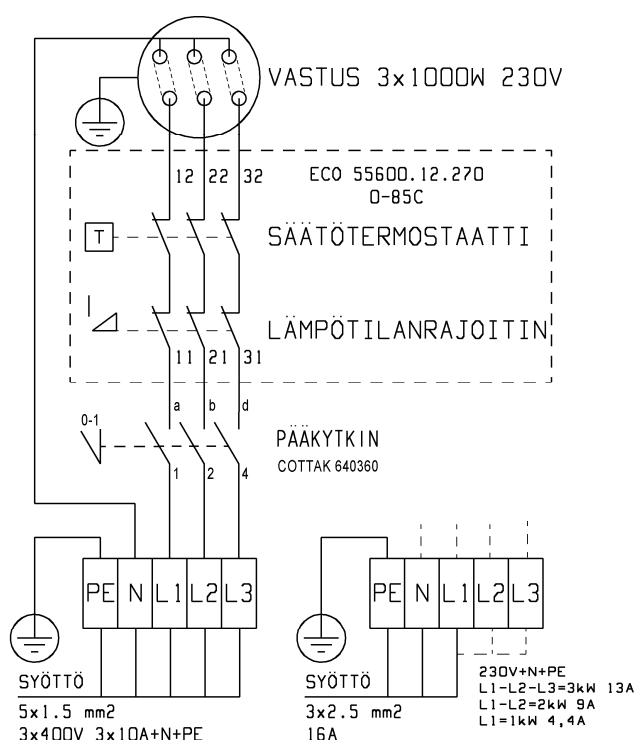 VASTUS 3x1000W 230V
12 22 32
ECO 55600.12.270
0-85C
T
SÄÄTÖTERMOSTAATTI
LÄMPÖTILANRAJOITIN
11 21 31
a b d
0-1
PÄÄKYTKIN
COTTAK 640360
1 2 4
PE N L1 L2 L3
PE N L1 L2 L3
SYÖTTÖ
5x1.5 mm2
3x400V 3x10A+N+PE
SYÖTTÖ
3x2.5 mm2
16A
230V+N+PE
L1-L2-L3=3kW 13A
L1-L2=2kW 9A
L1=1kW 4,4A